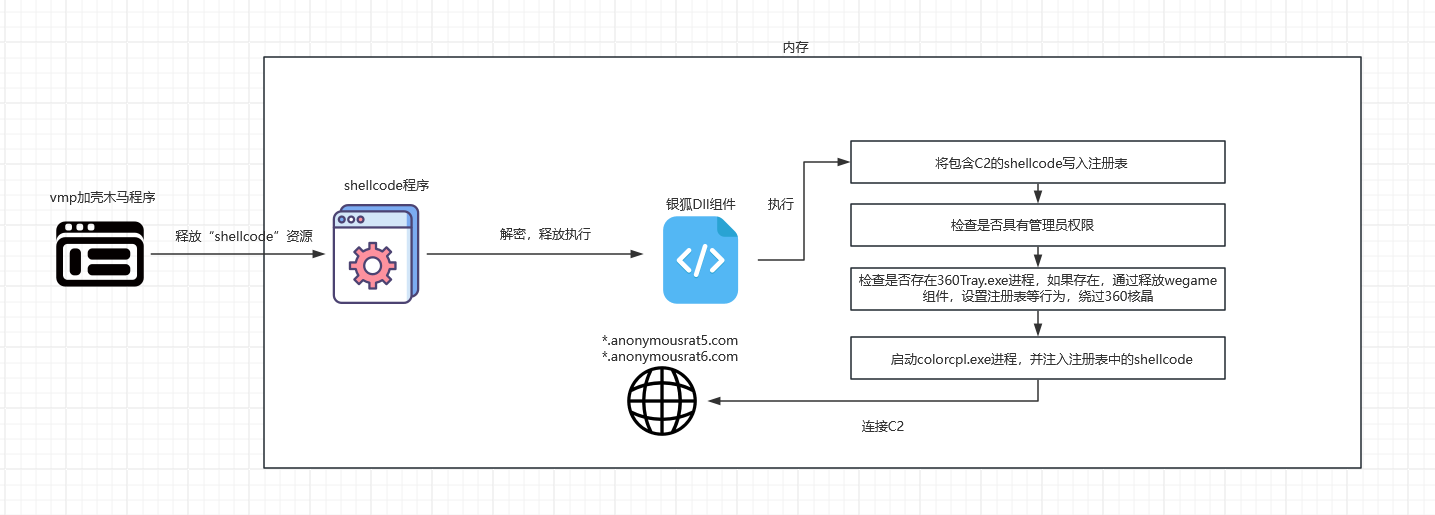 内存
vmp加壳木马程序
释放“shellcode”资源
shellcode程序
解密，释放执行
银狐Dll组件
执行
将包含C2的shellcode写入注册表
检查是否具有管理员权限
检查是否存在360Tray.exe进程，如果存在，通过释放wegame
组件，设置注册表等行为，绕过360核晶
启动colorcpl.exe进程，并注入注册表中的shellcode
连接C2
*.anonymousrat5.com
*.anonymousrat6.com